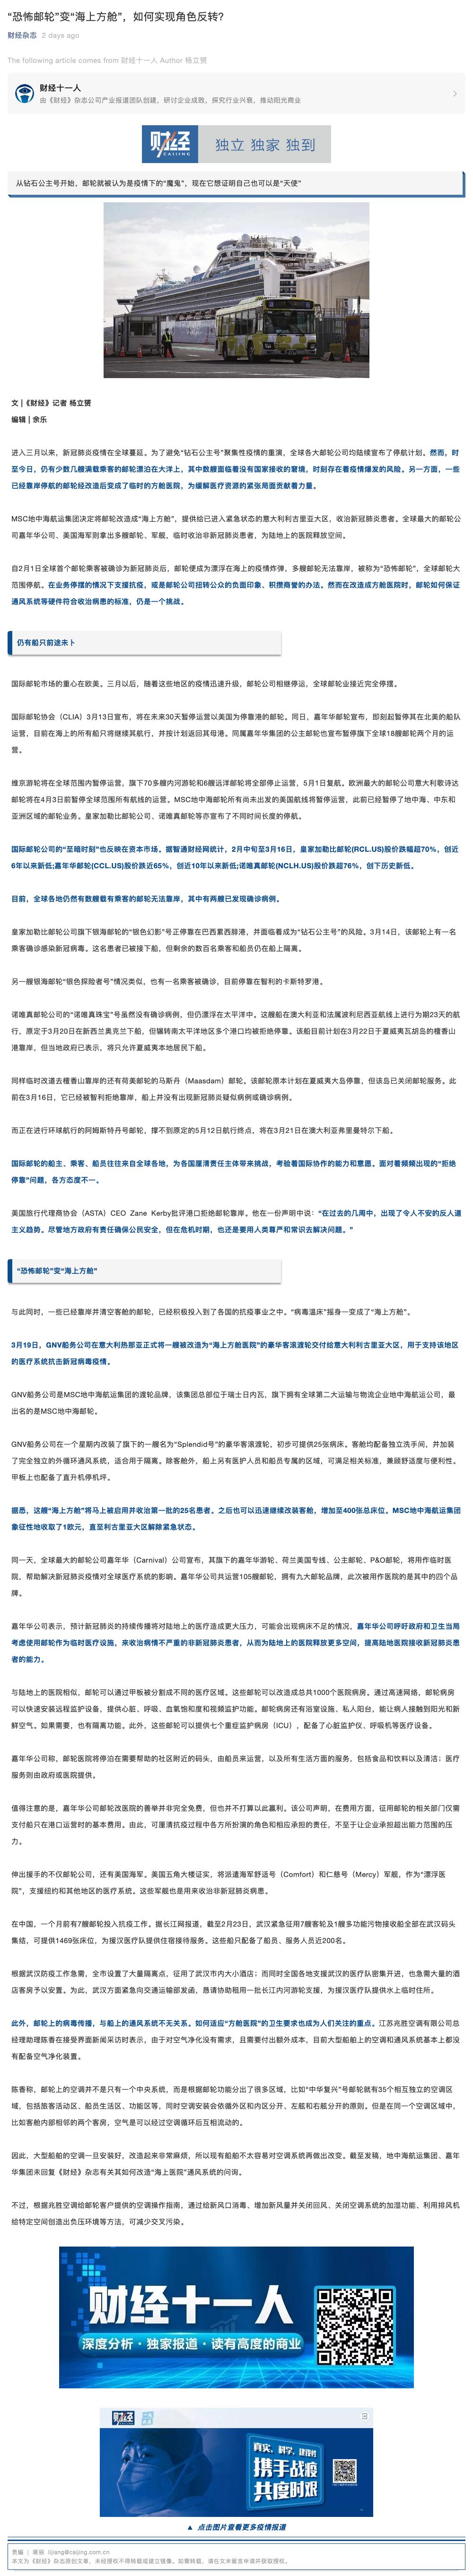 “恐怖邮轮”变“海上方舱”，如何实现角色反转？
财经杂志 2 days ago
The following article comes from 财经十一人 Author 杨立赟
财经十一人
由《财经》杂志公司产业报道团队创建，研讨企业成败，探究行业兴衰，推动阳光商业
财经
CAIJING
独立 独家 独到
从钻石公主号开始，邮轮就被认为是疫情下的“魔鬼”，现在它想证明自己也可以是“天使”
文 |《财经》记者 杨立赟
编辑 | 余乐
进入三月以来，新冠肺炎疫情在全球蔓延。为了避免“钻石公主号”聚集性疫情的重演，全球各大邮轮公司均陆续宣布了停航计划。然而，时
至今日，仍有少数几艘满载乘客的邮轮漂泊在大洋上，其中数艘面临着没有国家接收的窘境，时刻存在着疫情爆发的风险。另一方面，一些
已经靠岸停航的邮轮经改造后变成了临时的方舱医院，为缓解医疗资源的紧张局面贡献着力量。
MSC地中海航运集团决定将邮轮改造成“海上方舱”，提供给已进入紧急状态的意大利利古里亚大区，收治新冠肺炎患者。全球最大的邮轮公
司嘉年华公司、美国海军则拿出多艘邮轮、军舰，临时收治非新冠肺炎患者，为陆地上的医院释放空间。
自2月1日全球首个邮轮乘客被确诊为新冠肺炎后，邮轮便成为漂浮在海上的疫情炸弹，多艘邮轮无法靠岸，被称为“恐怖邮轮”，全球邮轮大
范围停航。在业务停摆的情况下支援抗疫，或是邮轮公司扭转公众的负面印象、积攒商誉的办法。然而在改造成方舱医院时，邮轮如何保证
通风系统等硬件符合收治病患的标准，仍是一个挑战。
仍有船只前途未卜
国际邮轮市场的重心在欧美。三月以后，随着这些地区的疫情迅速升级，邮轮公司相继停运，全球邮轮业接近完全停摆。
国际邮轮协会（CLIA）3月13日宣布，将在未来30天暂停运营以美国为停靠港的邮轮。同日，嘉年华邮轮宣布，即刻起暂停其在北美的船队
运营，目前在海上的所有船只将继续其航行，并按计划返回其母港。同属嘉年华集团的公主邮轮也宣布暂停旗下全球18艘邮轮两个月的运
营。
维京游轮将在全球范围内暂停运营，旗下70多艘内河游轮和6艘远洋邮轮将全部停止运营，5月1日复航。欧洲最大的邮轮公司意大利歌诗达
邮轮将在4月3日前暂停全球范围所有航线的运营。MSC地中海邮轮所有尚未出发的美国航线将暂停运营，此前已经暂停了地中海、中东和
亚洲区域的邮轮业务。皇家加勒比邮轮公司、诺唯真邮轮等亦宣布了不同时间长度的停航。
国际邮轮公司的“至暗时刻”也反映在资本市场。据智通财经网统计，2月中旬至3月16日，皇家加勒比邮轮(RCL.US)股价跌幅超70%，创近
6年以来新低;嘉年华邮轮(CCL.US)股价跌近65%，创近10年以来新低;诺唯真邮轮(NCLH.US)股价跌超76%，创下历史新低。
目前，全球各地仍然有数艘载有乘客的邮轮无法靠岸，其中有两艘已发现确诊病例。
皇家加勒比邮轮公司旗下银海邮轮的“银色幻影”号正停靠在巴西累西腓港，并面临着成为“钻石公主号”的风险。3月14日，该邮轮上有一名
乘客确诊感染新冠病毒。这名患者已被接下船，但剩余的数百名乘客和船员仍在船上隔离。
另一艘银海邮轮“银色探险者号”情况类似，也有一名乘客被确诊，目前停靠在智利的卡斯特罗港。
诺唯真邮轮公司的“诺唯真珠宝”号虽然没有确诊病例，但仍漂浮在太平洋中。这艘船在澳大利亚和法属波利尼西亚航线上进行为期23天的航
行，原定于3月20日在新西兰奥克兰下船，但辗转南太平洋地区多个港口均被拒绝停靠。该船目前计划在3月22日于夏威夷瓦胡岛的檀香山
港靠岸，但当地政府已表示，将只允许夏威夷本地居民下船。
同样临时改道去檀香山靠岸的还有荷美邮轮的马斯丹（Maasdam）邮轮。该邮轮原本计划在夏威夷大岛停靠，但该岛已关闭邮轮服务。此
前在3月16日，它已经被智利拒绝靠岸，船上并没有出现新冠肺炎疑似病例或确诊病例。
而正在进行环球航行的阿姆斯特丹号邮轮，撑不到原定的5月12日航行终点，将在3月21日在澳大利亚弗里曼特尔下船。
国际邮轮的船主、乘客、船员往往来自全球各地，为各国厘清责任主体带来挑战，考验着国际协作的能力和意愿。面对着频频出现的“拒绝
停靠”问题，各方态度不一。
美国旅行代理商协会（ASTA）CEO Zane Kerby批评港口拒绝邮轮靠岸。他在一份声明中说：“在过去的几周中，出现了令人不安的反人道
主义趋势。尽管地方政府有责任确保公民安全，但在危机时期，也还是要用人类尊严和常识去解决问题。”
“恐怖邮轮”变“海上方舱”
与此同时，一些已经靠岸并清空客舱的邮轮，已经积极投入到了各国的抗疫事业之中。“病毒温床”摇身一变成了“海上方舱”。
3月19日，GNV船务公司在意大利热那亚正式将一艘被改造为“海上方舱医院”的豪华客滚渡轮交付给意大利利古里亚大区，用于支持该地区
的医疗系统抗击新冠病毒疫情。
GNV船务公司是MSC地中海航运集团的渡轮品牌，该集团总部位于瑞士日内瓦，旗下拥有全球第二大运输与物流企业地中海航运公司，最
出名的是MSC地中海邮轮。
GNV船务公司在一个星期内改装了旗下的一艘名为“Splendid号”的豪华客滚渡轮，初步可提供25张病床。客舱均配备独立洗手间，并加装
了完全独立的外循环通风系统，适合用于隔离。除客舱外，船上另有医护人员和船员专属的区域，可满足相关标准，兼顾舒适度与便利性。
甲板上也配备了直升机停机坪。
据悉，这艘“海上方舱”将马上被启用并收治第一批的25名患者。之后也可以迅速继续改装客舱，增加至400张总床位。MSC地中海航运集团
象征性地收取了1欧元，直至利古里亚大区解除紧急状态。
同一天，全球最大的邮轮公司嘉年华（Carnival）公司宣布，其旗下的嘉年华游轮、荷兰美国专线、公主邮轮、P&O邮轮，将用作临时医
院，帮助解决新冠肺炎疫情对全球医疗系统的影响。嘉年华公司共运营105艘邮轮，拥有九大邮轮品牌，此次被用作医院的是其中的四个品
牌。
嘉年华公司表示，预计新冠肺炎的持续传播将对陆地上的医疗造成更大压力，可能会出现病床不足的情况，嘉年华公司呼吁政府和卫生当局
考虑使用邮轮作为临时医疗设施，来收治病情不严重的非新冠肺炎患者，从而为陆地上的医院释放更多空间，提高陆地医院接收新冠肺炎患
者的能力。
与陆地上的医院相似，邮轮可以通过甲板被分割成不同的医疗区域。这些邮轮可以改造成总共1000个医院病房。通过高速网络，邮轮病房
可以快速安装远程监护设备，提供心脏、呼吸、血氧饱和度和视频监护功能。邮轮病房还有浴室设施、私人阳台，能让病人接触到阳光和新
鲜空气。如果需要，也有隔离功能。此外，这些邮轮可以提供七个重症监护病房（ICU），配备了心脏监护仪、呼吸机等医疗设备。
嘉年华公司称，邮轮医院将停泊在需要帮助的社区附近的码头，由船员来运营，以及所有生活方面的服务，包括食品和饮料以及清洁；医疗
服务则由政府或医院提供。
值得注意的是，嘉年华公司邮轮改医院的善举并非完全免费，但也并不打算以此赢利。该公司声明，在费用方面，征用邮轮的相关部门仅需
支付船只在港口运营时的基本费用。由此，可厘清抗疫过程中各方所扮演的角色和相应承担的责任，不至于让企业承担超出能力范围的压
力。
伸出援手的不仅邮轮公司，还有美国海军。美国五角大楼证实，将派遣海军舒适号（Comfort）和仁慈号（Mercy）军舰，作为“漂浮医
院”，支援纽约和其他地区的医疗系统。这些军舰也是用来收治非新冠肺炎病患。
在中国，一个月前有7艘邮轮投入抗疫工作。据长江网报道，截至2月23日，武汉紧急征用7艘客轮及1艘多功能污物接收船全部在武汉码头
集结，可提供1469张床位，为援汉医疗队提供住宿接待服务。这些船只配备了船员、服务人员近200名。
根据武汉防疫工作急需，全市设置了大量隔离点，征用了武汉市内大小酒店；而同时全国各地支援武汉的医疗队密集开进，也急需大量的酒
店客房予以安置。为此，武汉方面紧急向交通运输部发函，恳请协助租用一批长江内河游轮支援，为援汉医疗队提供水上临时住所。
此外，邮轮上的病毒传播，与船上的通风系统不无关系。如何适应“方舱医院”的卫生要求也成为人们关注的重点。江苏兆胜空调有限公司总
经理助理陈香在接受界面新闻采访时表示，由于对空气净化没有需求，且需要付出额外成本，目前大型船舶上的空调和通风系统基本上都没
有配备空气净化装置。
陈香称，邮轮上的空调并不是只有一个中央系统，而是根据邮轮功能分出了很多区域，比如“中华复兴”号邮轮就有35个相互独立的空调区
域，包括旅客活动区、船员生活区、功能区等，同时空调安装会依循外区和内区分开、左舷和右舷分开的原则。但是在同一个空调区域中，
比如客舱内部相邻的两个客房，空气是可以经过空调循环后互相流动的。
因此，大型船舶的空调一旦安装好，改造起来非常麻烦，所以现有船舶不太容易对空调系统再做出改变。截至发稿，地中海航运集团、嘉年
华集团未回复《财经》杂志有关其如何改造“海上医院”通风系统的问询。
不过，根据兆胜空调给邮轮客户提供的空调操作指南，通过给新风口消毒、增加新风量并关闭回风、关闭空调系统的加湿功能、利用排风机
给特定空间创造出负压环境等方法，可减少交叉污染。
财经十一人
深度分析·独家报道·读有高度的商业
财经
真实、科学、建设性
携手战疫
共度时艰
▲ 点击图片查看更多疫情报道
责编 | 蒋丽 lijiang@caijing.com.cn
本文为《财经》杂志原创文章，未经授权不得转载或建立镜像。如需转载，请在文末留言申请并获取授权。